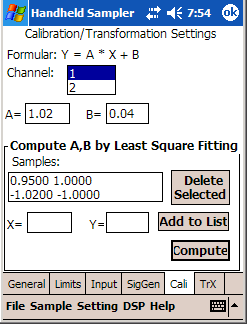 Handheld Sampler 7:54 ok
Calibration/Transformation Settings
Formular: Y = A * X + B
Channel: 1
2
A= 1.02 B= 0.04
Compute A,B by Least Square Fitting
Samples:
0.9500 1.0000
-1.0200 -1.0000
Delete Selected
X= Y= Add to List
Compute
General Limits Input SigGen Cali TrX
File Sample Setting DSP Help